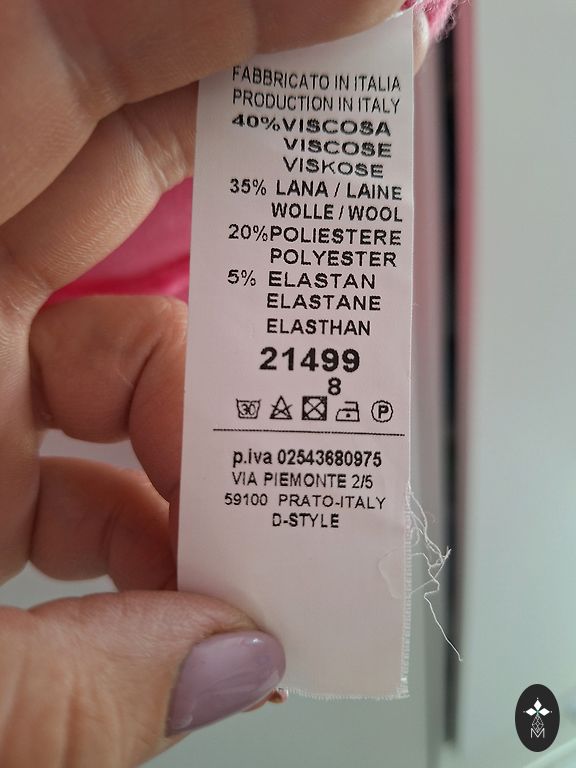 FABBRICATO IN ITALIA
PRODUCTION IN ITALY
40%VISCOSA
VISCOSE
VISKOSE
35% LANA / LAINE
WOLLE / WOOL
20%POLIESTERE
POLYESTER
5% ELASTAN
ELASTANE
ELASTHAN
21499
8
30 P
p.iva 02543680975
VIA PIEMONTE 2/5
59100 PRATO-ITALY
D-STYLE
M